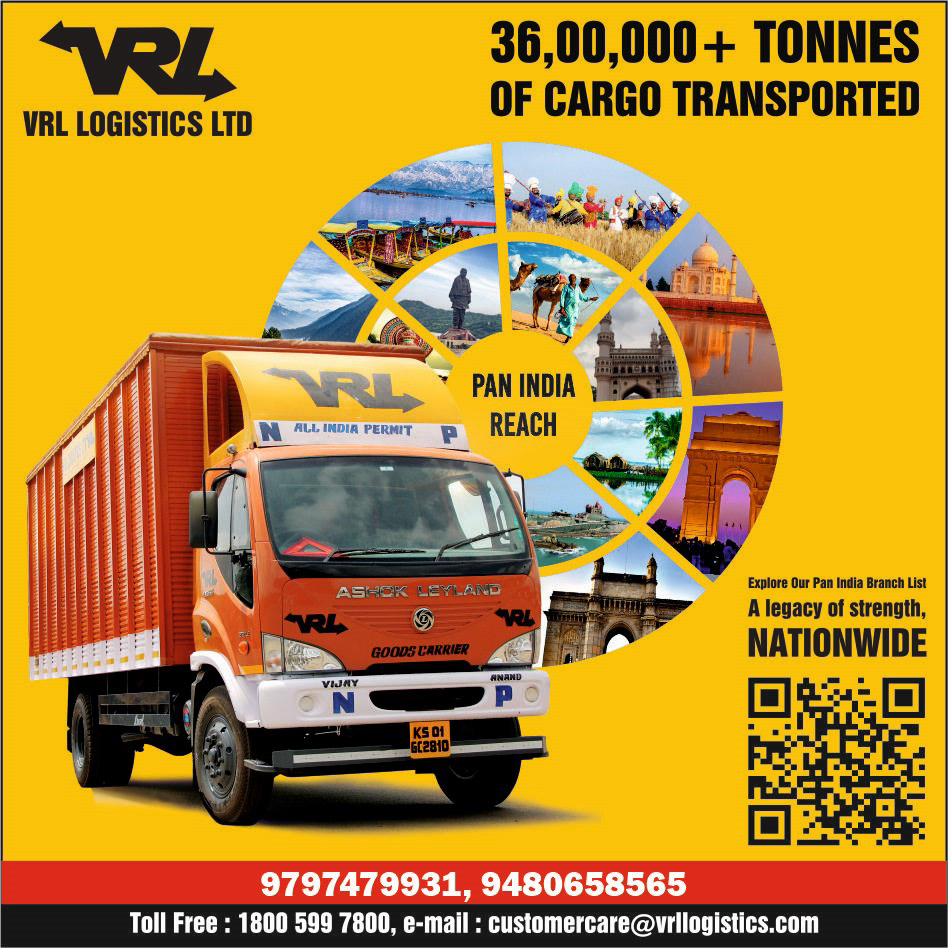 VRL
VRL LOGISTICS LTD
36,00,000+ TONNES
OF CARGO TRANSPORTED
PAN INDIA
REACH
VRL
N ALL INDIA PERMIT P
ASHOK LEYLAND
VRL VRL
GOODS CARRIER
VIJAY ANAND
N P
KS 01
GC2810
Explore Our Pan India Branch List
A legacy of strength,
NATIONWIDE
9797479931, 9480658565
Toll Free : 1800 599 7800, e-mail : customercare@vrllogistics.com